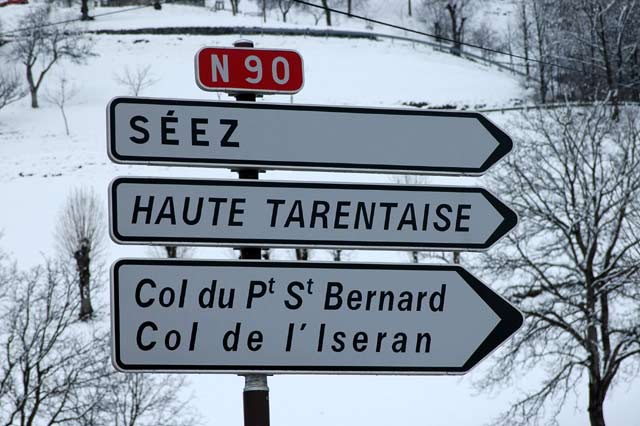 N 90
SÉEZ
HAUTE TARENTAISE
Col du Pt St Bernard
Col de l'Iseran